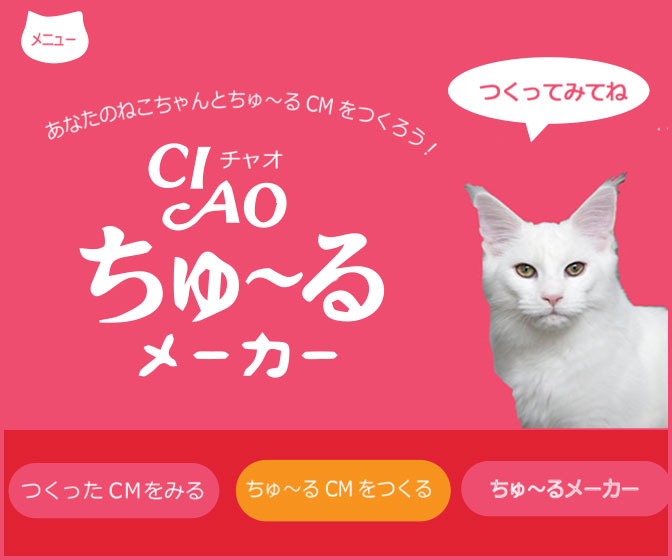 メニュー
つくってみてね
あなたのねこちゃんとちゅ～るCMをつくろう！
CIAO チャオ
ちゅ～る
メーカー
つくったCMをみる
ちゅ～るCMをつくる
ちゅ～るメーカー